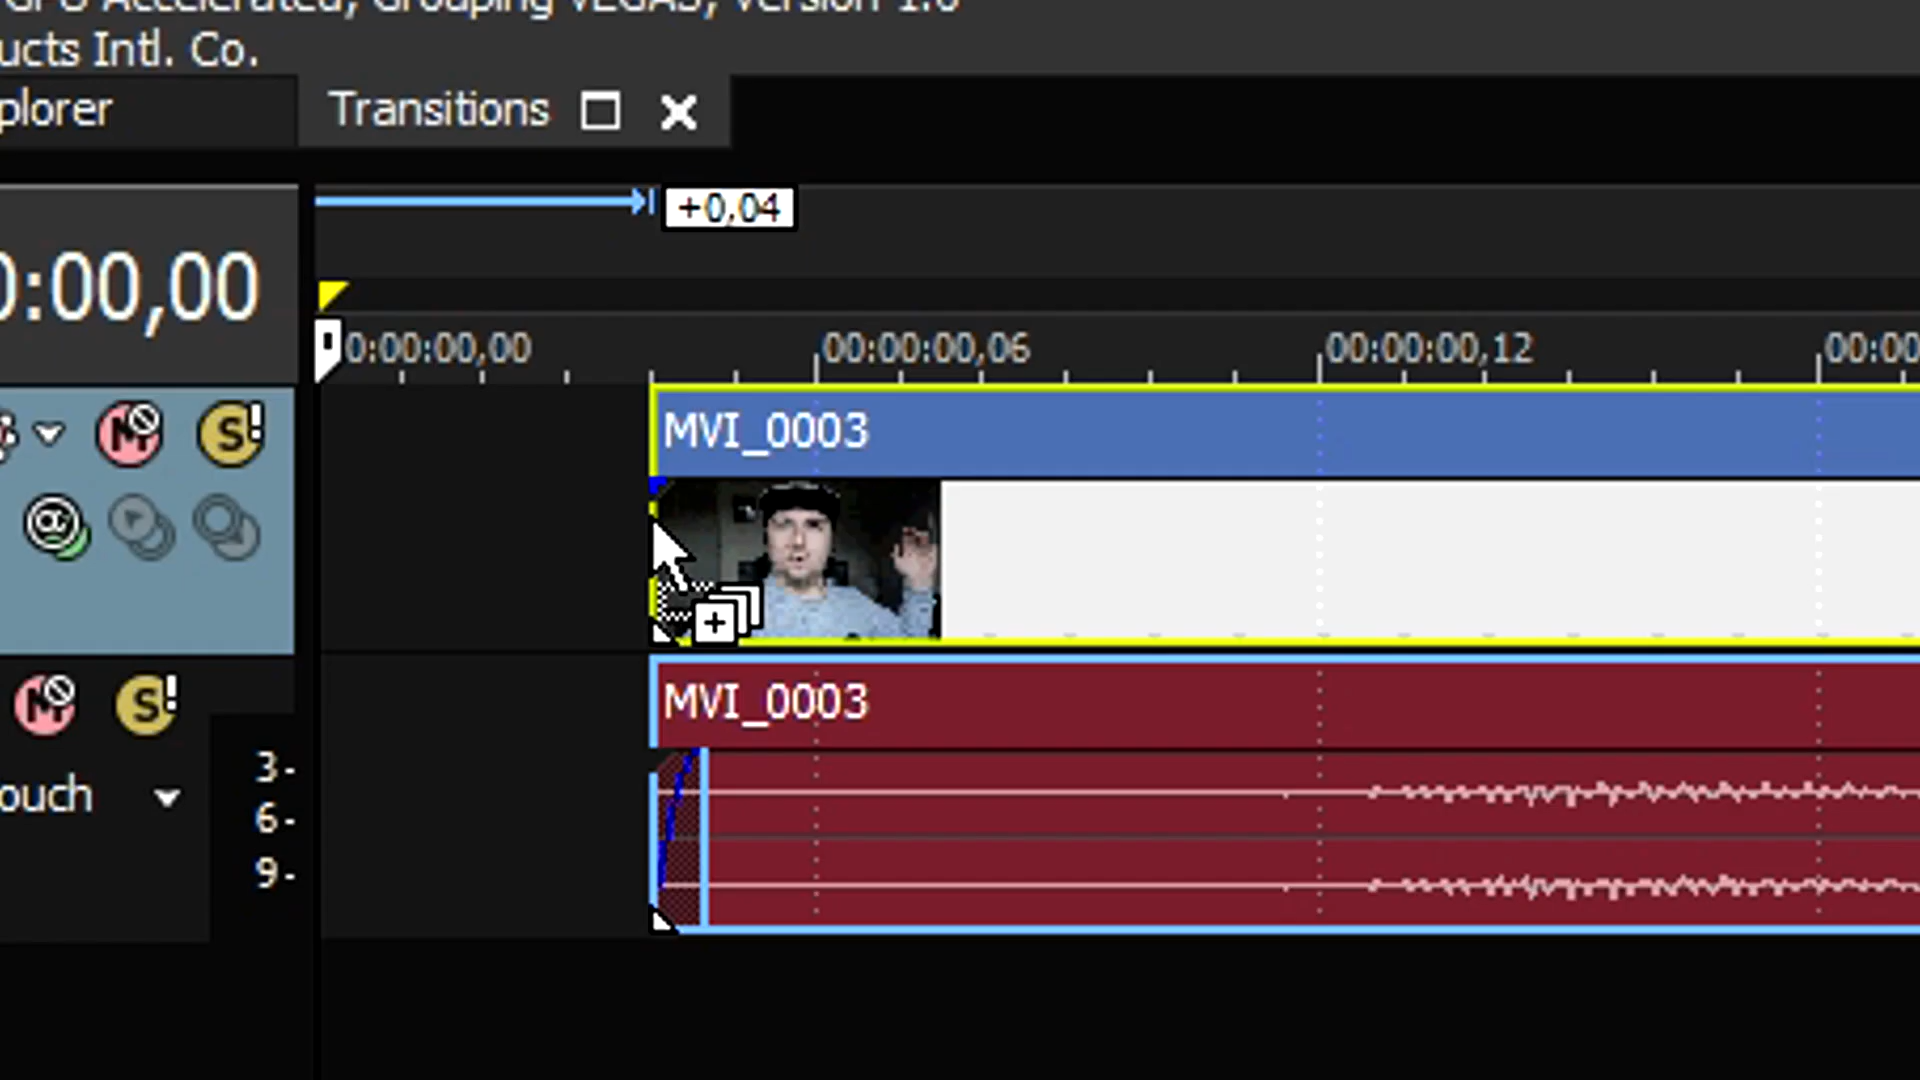 GPU Accelerated, Grouping VEGAS, Version 1.0
ucts Intl. Co.
plorer
Transitions
+0,04
0:00,00
0:00:00,00
00:00:00,06
00:00:00,12
00:00
M
S!
MVI_0003
M
S!
MVI_0003
3-
ouch
6-
9-